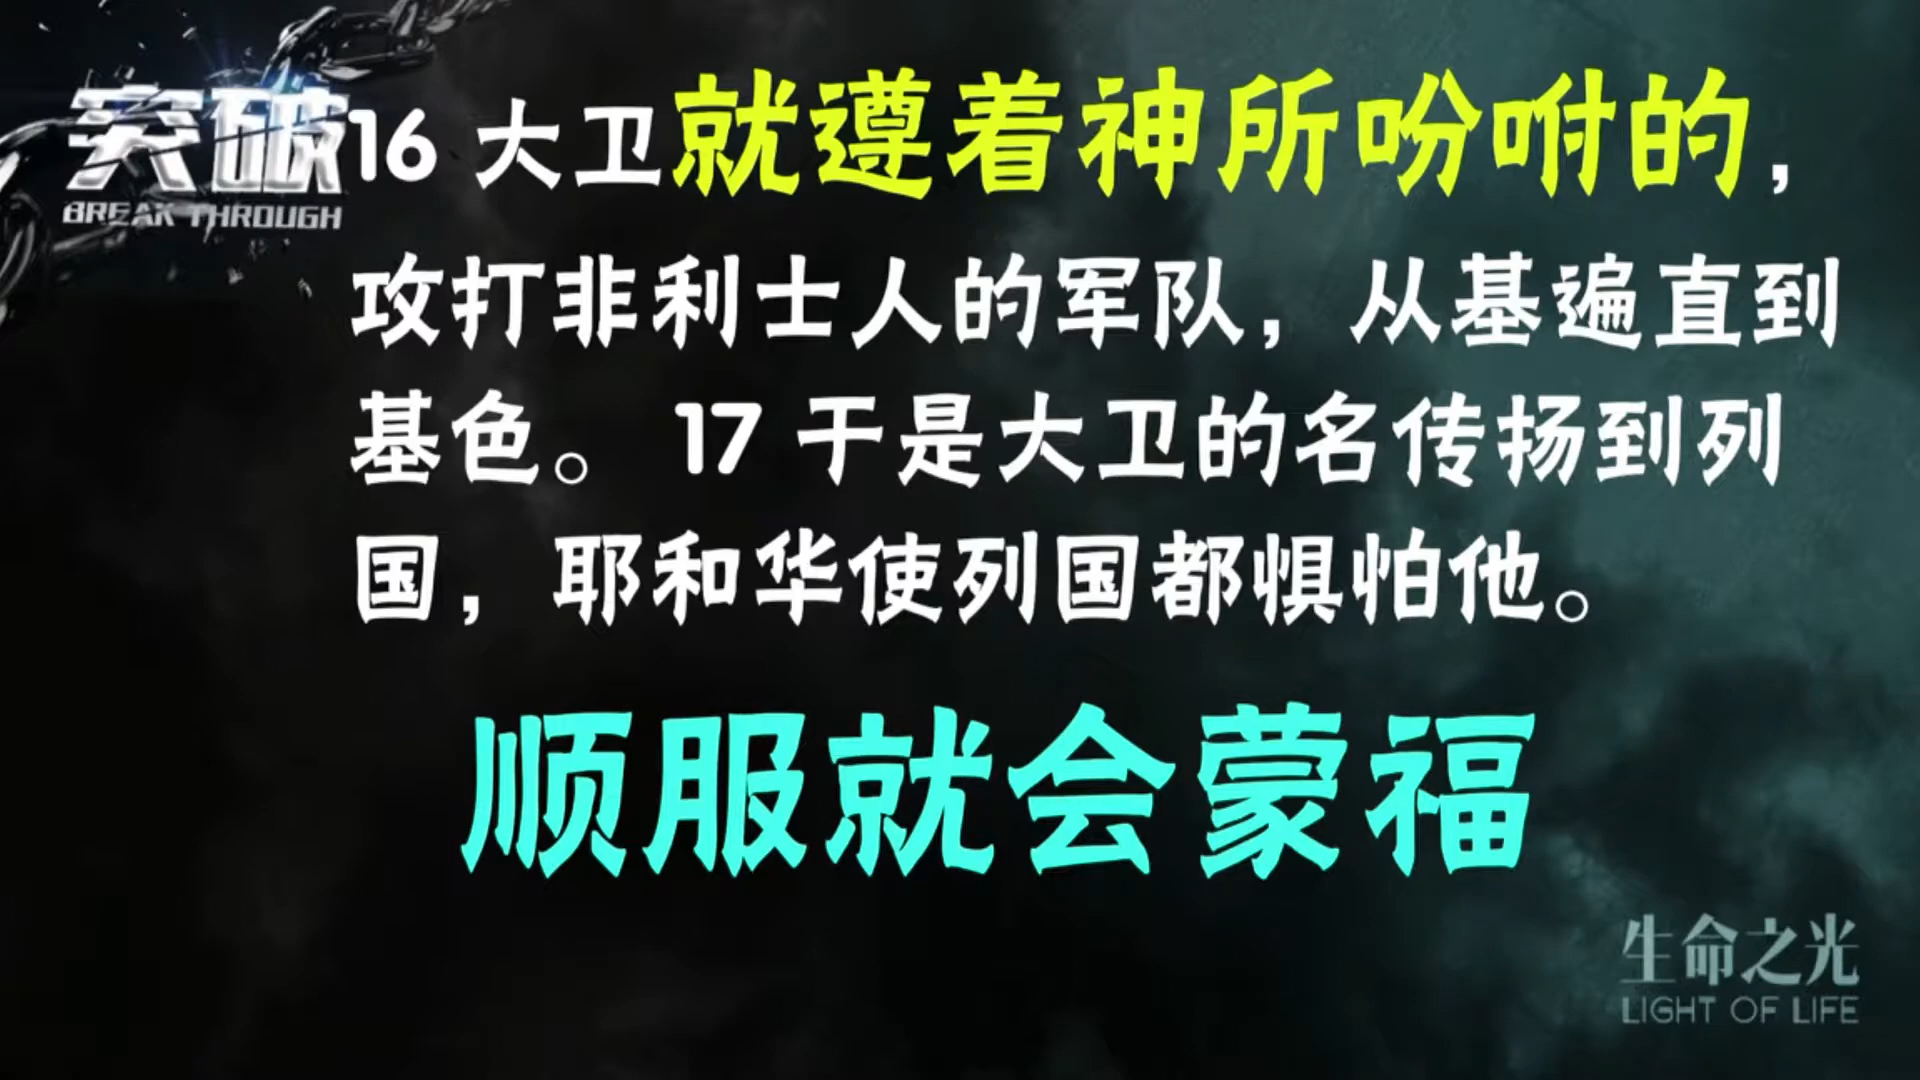 突破
BREAK THROUGH
16 大卫就遵着神所吩咐的，
攻打非利士人的军队，从基遍直到
基色。 17 于是大卫的名传扬到列
国，耶和华使列国都惧怕他。
顺服就会蒙福
生命之光
LIGHT OF LIFE